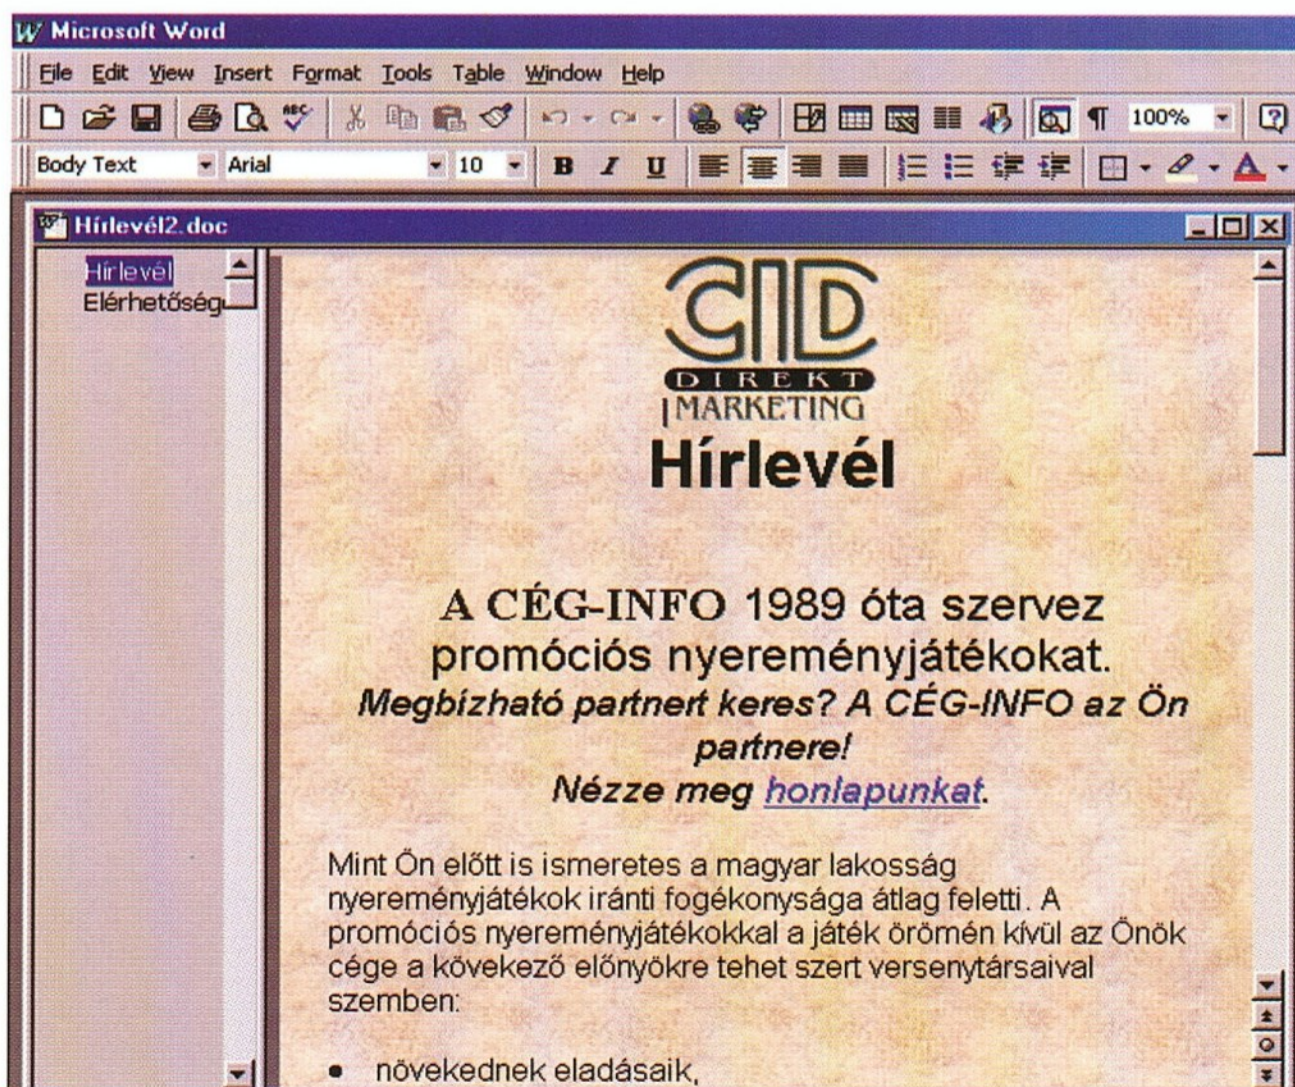 Microsoft Word
File Edit View Insert Format Tools Table Window Help
ABC
100%
Body Text Arial 10 B I U A
Hírlevél2.doc
Hírlevél
Elérhetőség
CID
DIREKT
MARKETING
Hírlevél
A CÉG-INFO 1989 óta szervez
promóciós nyereményjátékokat.
Megbízható partnert keres? A CÉG-INFO az Ön
partnere!
Nézze meg honlapunkat.
Mint Ön előtt is ismeretes a magyar lakosság
nyereményjátékok iránti fogékonysága átlag feletti. A
promóciós nyereményjátékokkal a játék örömén kívül az Önök
cége a kövekező előnyökre tehet szert versenytársaival
szemben:
• növekednek eladásaik,